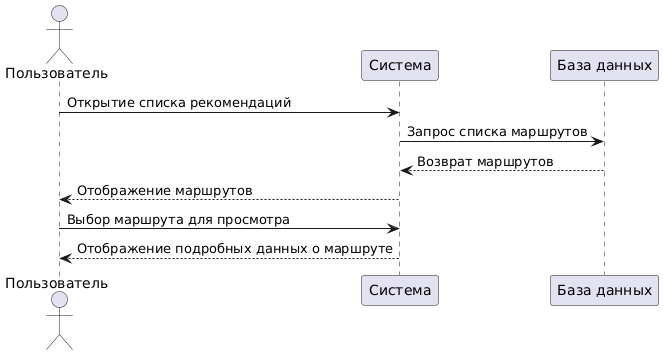 Пользователь
Система
База данных
Открытие списка рекомендаций
Запрос списка маршрутов
Возврат маршрутов
Отображение маршрутов
Выбор маршрута для просмотра
Отображение подробных данных о маршруте
Пользователь
Система
База данных